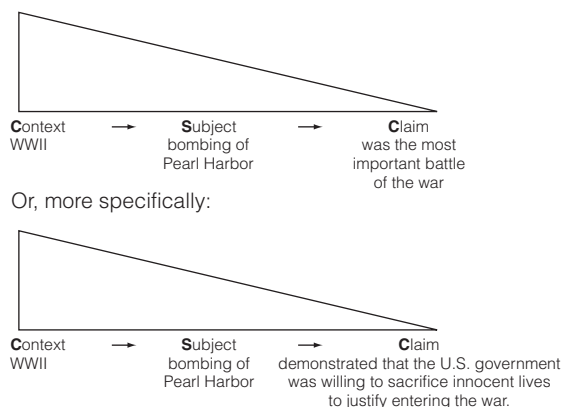 Context → Subject → Claim
WWII bombing of was the most
Pearl Harbor important battle
of the war
Or, more specifically:
Context → Subject → Claim
WWII bombing of demonstrated that the U.S. government
Pearl Harbor was willing to sacrifice innocent lives
to justify entering the war.